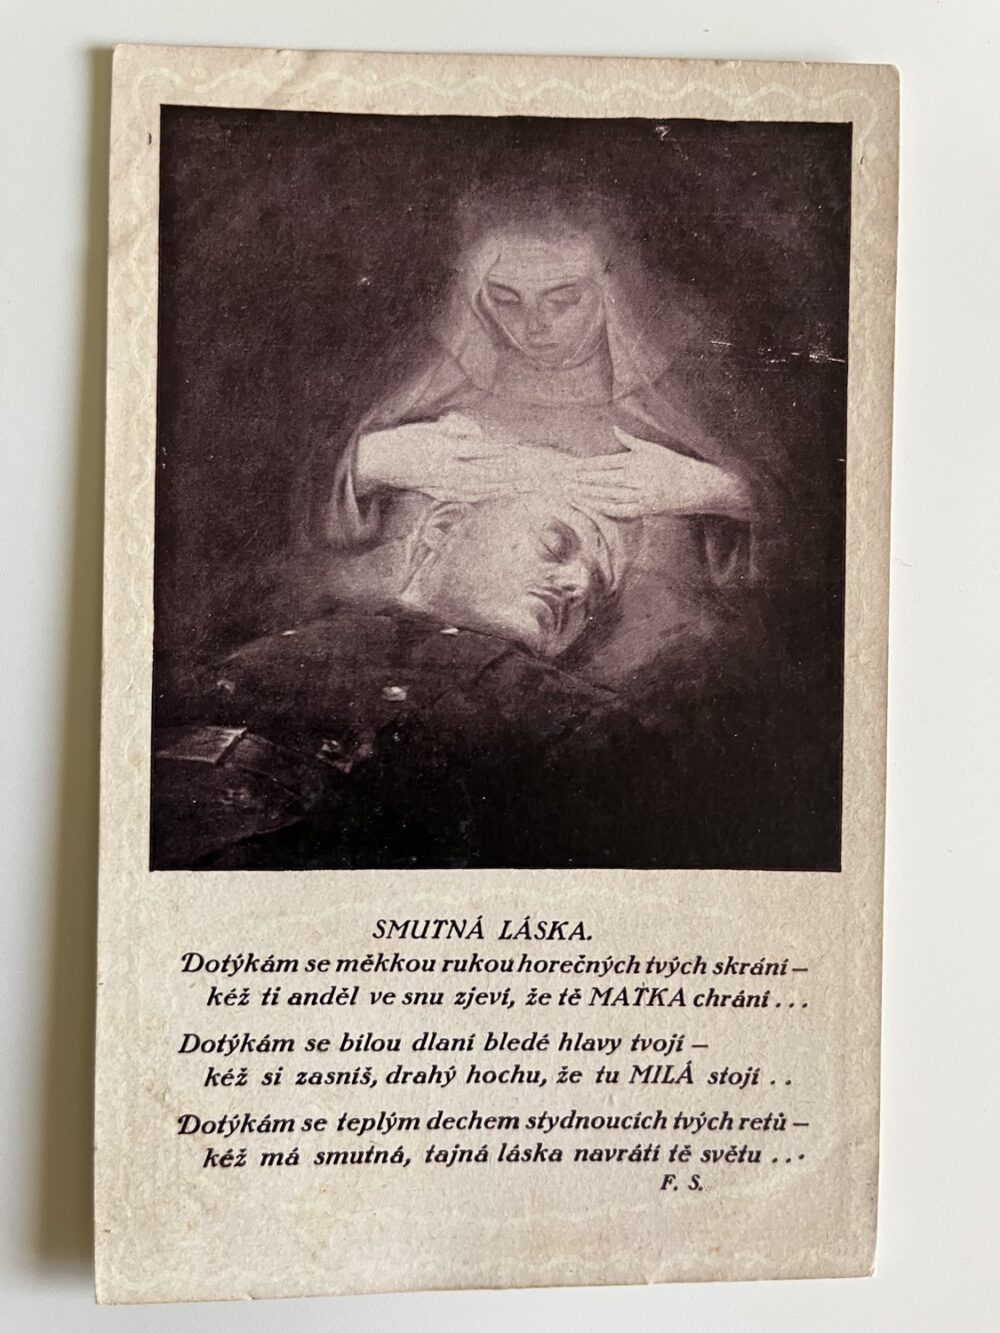 SMUTNÁ LÁSKA.
Dotýkám se měkkou rukou horečných tvých skrání –
kéž ti anděl ve snu zjeví, že tě MATKA chrání...
Dotýkám se bílou dlaní bledé hlavy tvojí –
kéž si zasníš, drahý hochu, že tu MILÁ stojí . .
Dotýkám se teplým dechem stydnoucích tvých retů –
kéž má smutná, tajná láska navrátí tě světu ...
F. S.